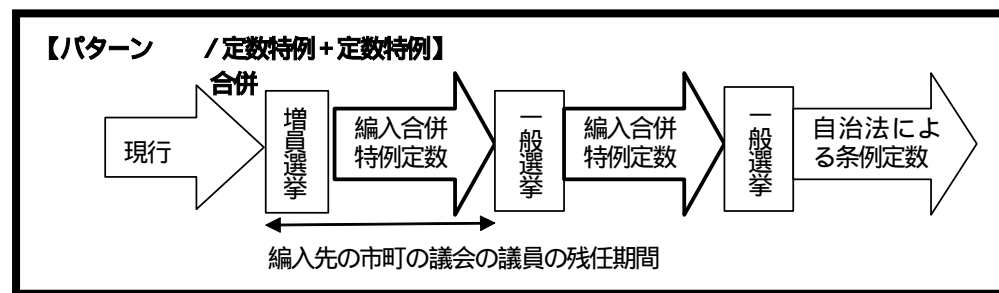 【パターン　　/定数特例+定数特例】
合併
現行
増員選挙
編入合併
特例定数
一般選挙
編入合併
特例定数
一般選挙
自治法によ
る条例定数
編入先の市町の議会の議員の残任期間